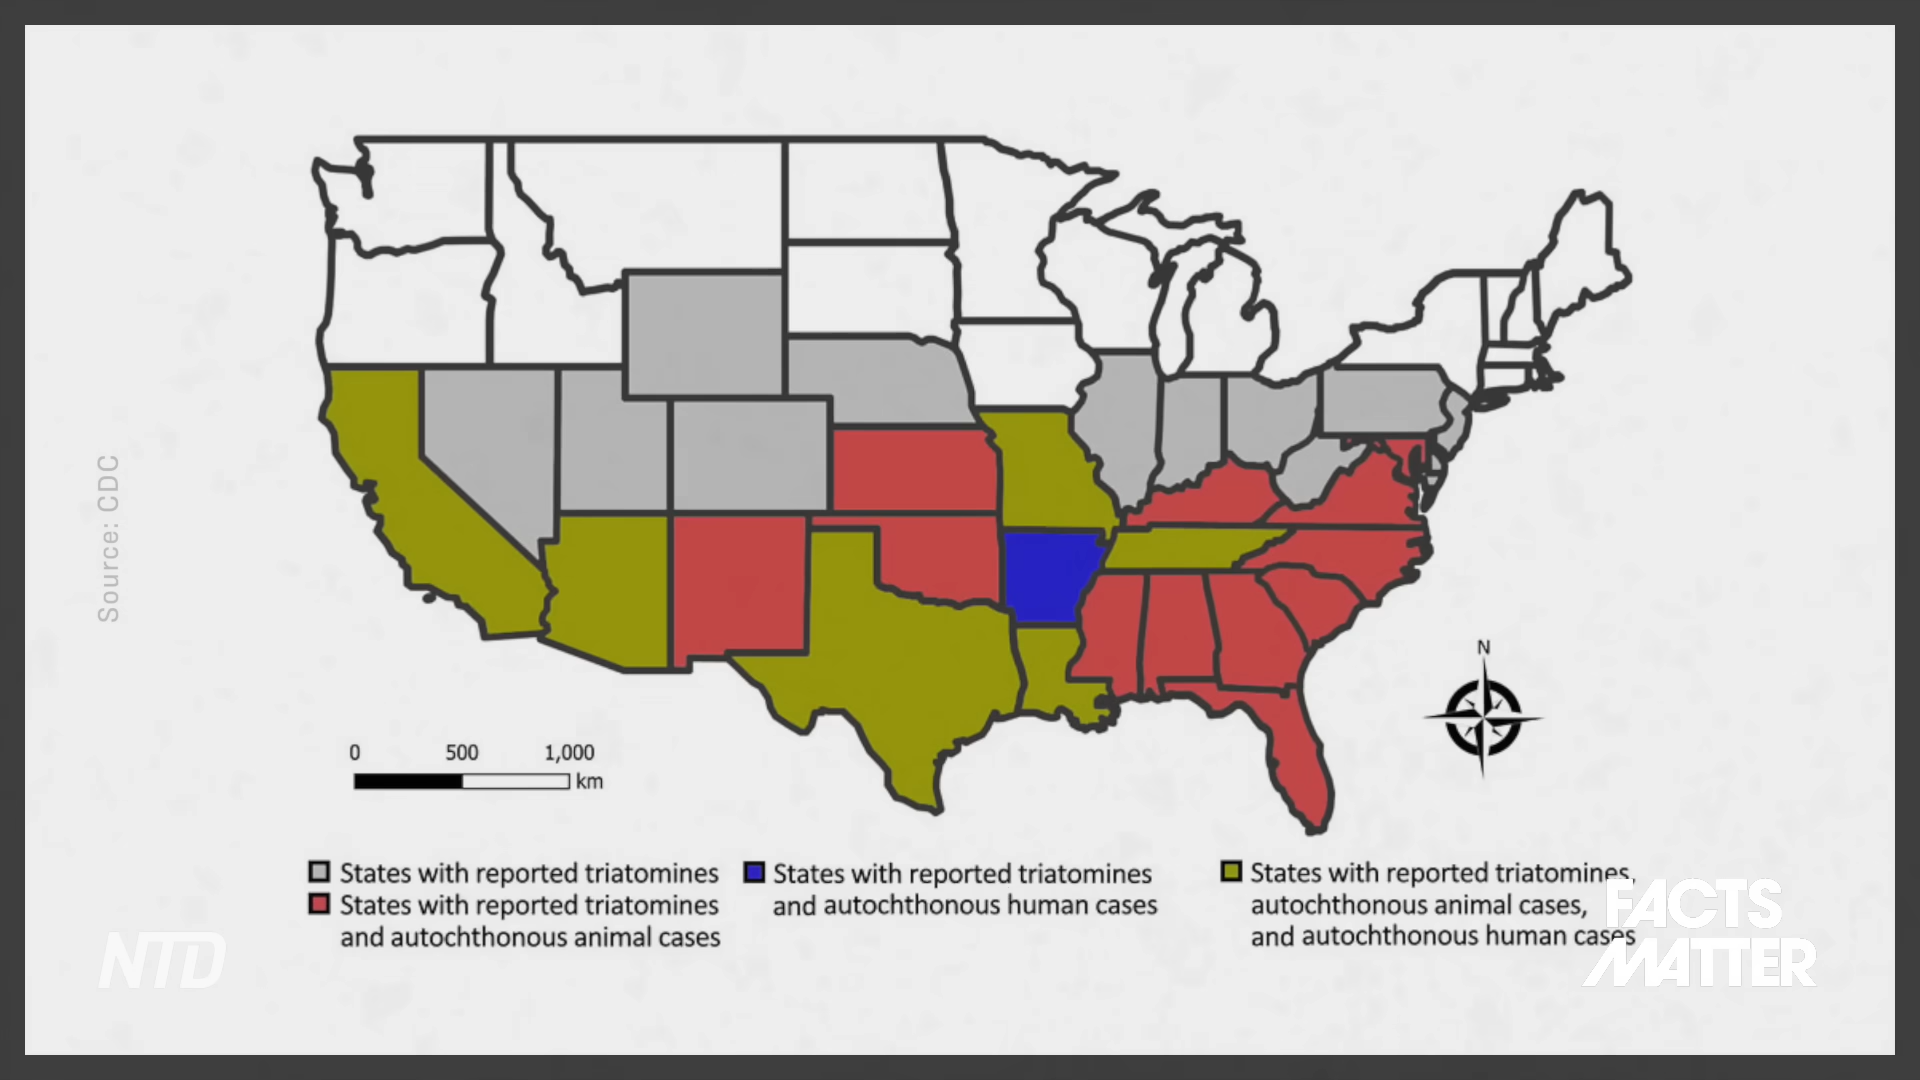 Source: CDC
N
0 500 1,000
km
States with reported triatomines
States with reported triatomines
and autochthonous animal cases
States with reported triatomines
and autochthonous human cases
States with reported triatomines,
autochthonous animal cases,
and autochthonous human cases
NTD
FACTS
MATTER